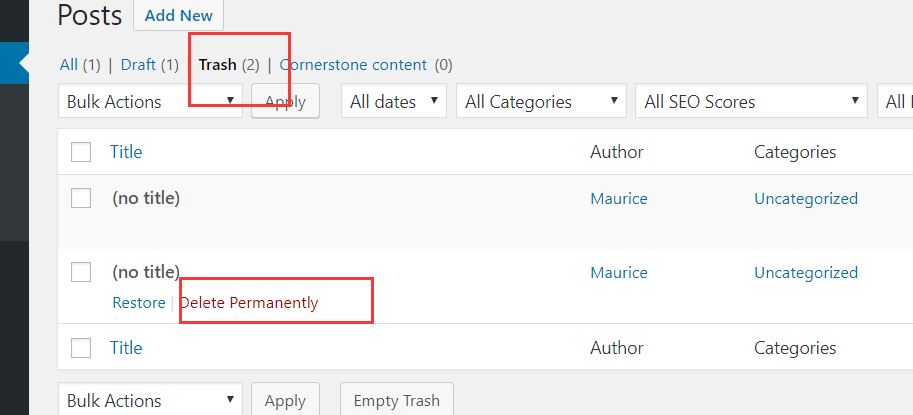 Posts Add New
All (1) | Draft (1) | Trash (2) | Cornerstone content (0)
Bulk Actions Apply All dates All Categories All SEO Scores All
Title Author Categories
(no title) Maurice Uncategorized
(no title) Maurice Uncategorized
Restore | Delete Permanently
Title Author Categories
Bulk Actions Apply Empty Trash